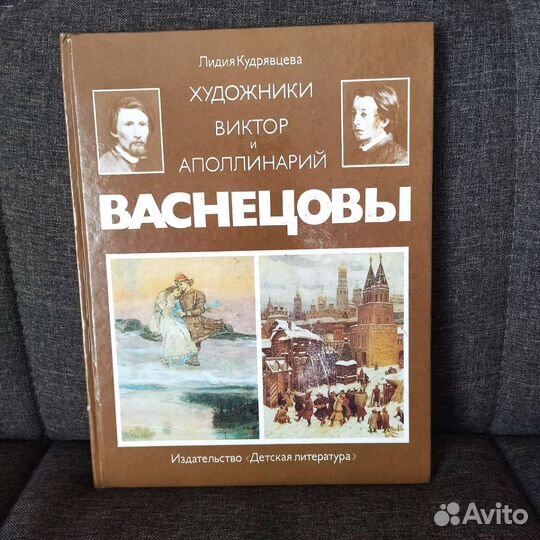 Лидия Кудрявцева
ХУДОЖНИКИ
ВИКТОР
и
АПОЛЛИНАРИЙ
ВАСНЕЦОВЫ
Издательство «Детская литература»
Avito